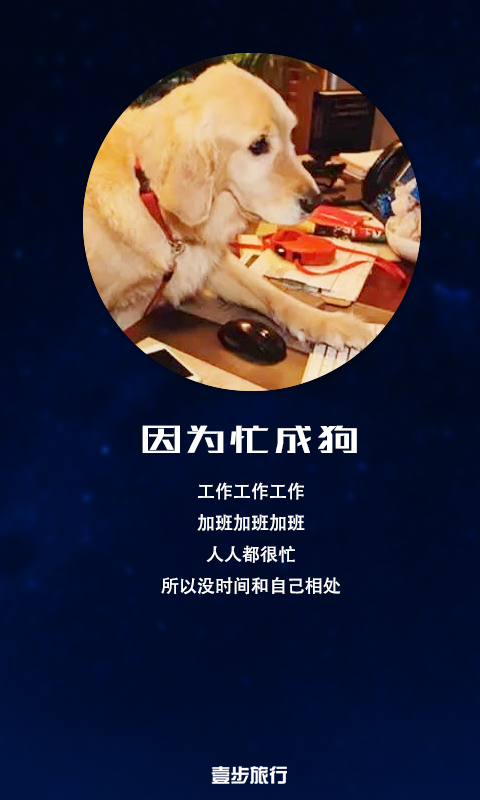 因为忙成狗
工作工作工作
加班加班加班
人人都很忙
所以没时间和自己相处
壹步旅行